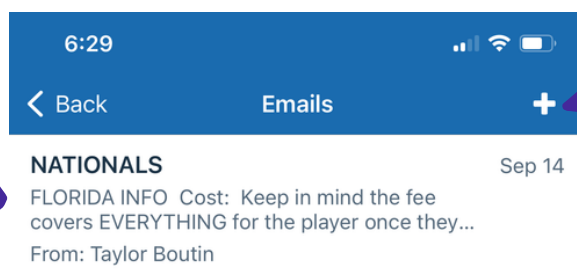 6:29
Back
Emails
NATIONALS
Sep 14
FLORIDA INFO Cost: Keep in mind the fee
covers EVERYTHING for the player once they...
From: Taylor Boutin